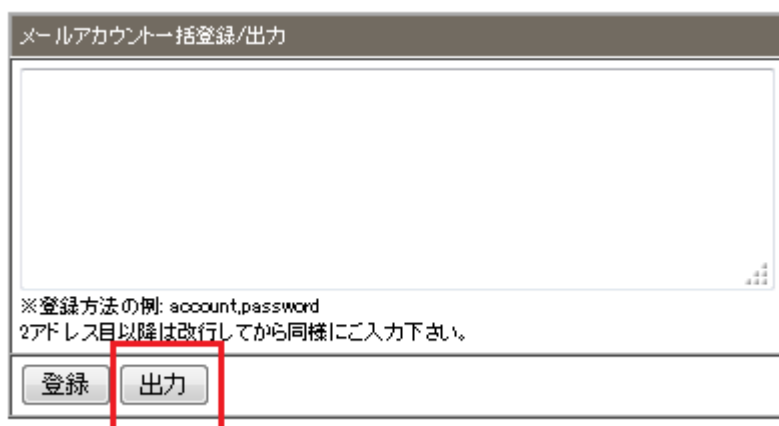 メールアカウント一括登録/出力
※登録方法の例: account,password
2アドレス目以降は改行してから同様にご入力下さい。
登録 出力